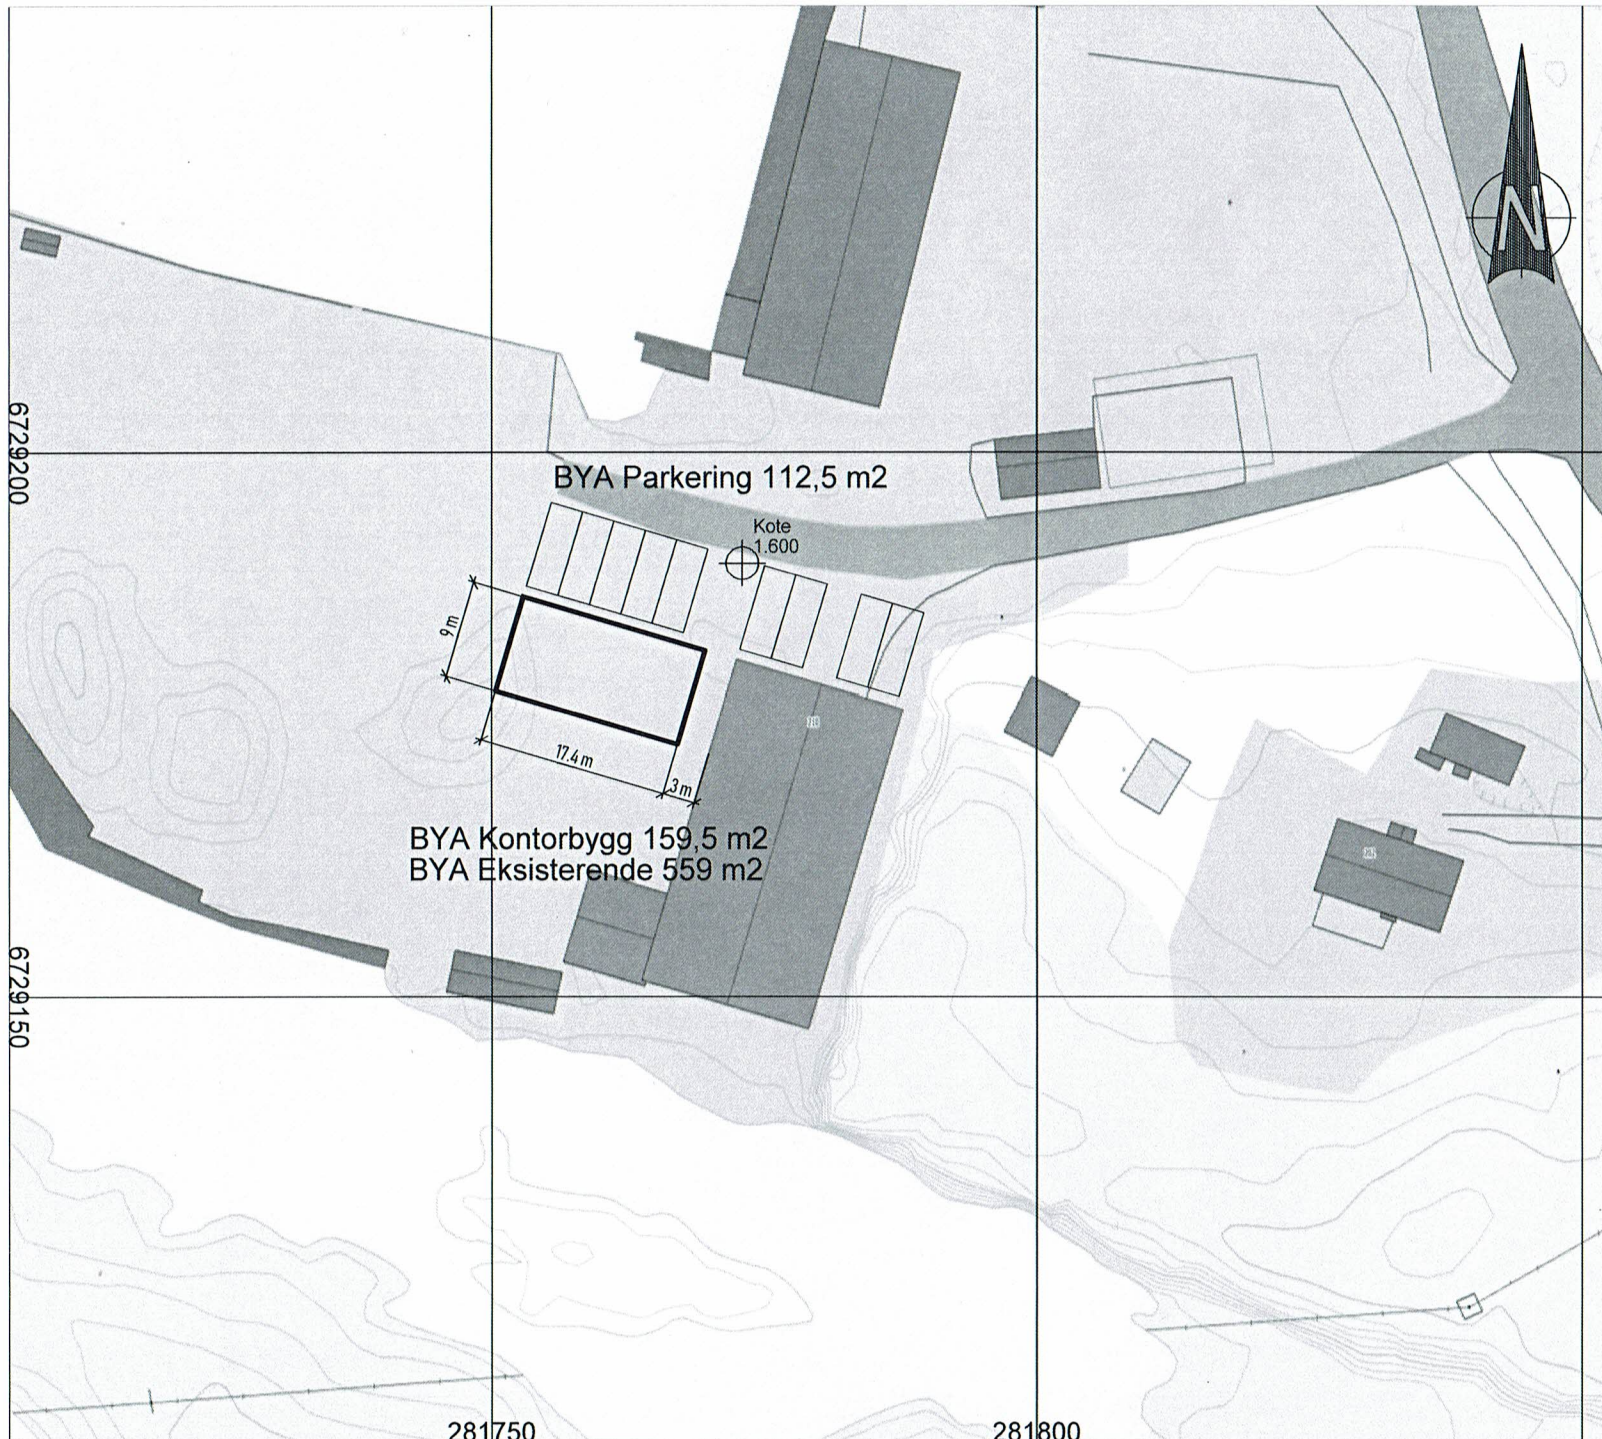 N
6729200
BYA Parkering 112,5 m2
Kote
1.600
9 m
17.4 m
3 m
BYA Kontorbygg 159,5 m2
BYA Eksisterende 559 m2
6729150
281750
281800